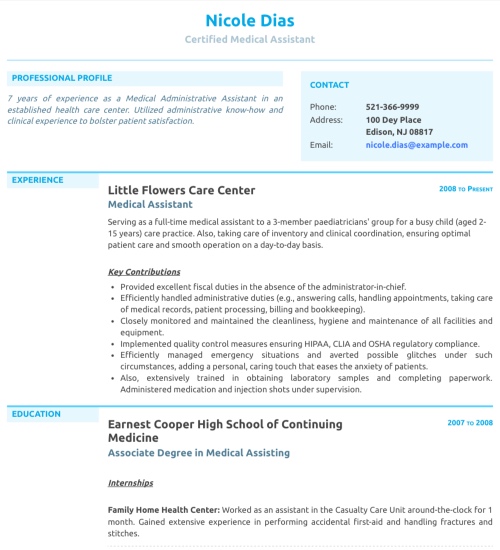 Nicole Dias
Certified Medical Assistant
PROFESSIONAL PROFILE
7 years of experience as a Medical Administrative Assistant in an
established health care center. Utilized administrative know-how and
clinical experience to bolster patient satisfaction.
CONTACT
Phone: 521-366-9999
Address: 100 Dey Place
Edison, NJ 08817
Email: nicole.dias@example.com
EXPERIENCE
Little Flowers Care Center 2008 to Present
Medical Assistant
Serving as a full-time medical assistant to a 3-member paediatricians' group for a busy child (aged 2-
15 years) care practice. Also, taking care of inventory and clinical coordination, ensuring optimal
patient care and smooth operation on a day-to-day basis.
Key Contributions
• Provided excellent fiscal duties in the absence of the administrator-in-chief.
• Efficiently handled administrative duties (e.g., answering calls, handling appointments, taking care
of medical records, patient processing, billing and bookkeeping).
• Closely monitored and maintained the cleanliness, hygiene and maintenance of all facilities and
equipment.
• Implemented quality control measures ensuring HIPAA, CLIA and OSHA regulatory compliance.
• Efficiently managed emergency situations and averted possible glitches under such
circumstances, adding a personal, caring touch that eases the anxiety of patients.
• Also, extensively trained in obtaining laboratory samples and completing paperwork.
Administered medication and injection shots under supervision.
EDUCATION
Earnest Cooper High School of Continuing 2007 to 2008
Medicine
Associate Degree in Medical Assisting
Internships
Family Home Health Center: Worked as an assistant in the Casualty Care Unit around-the-clock for 1
month. Gained extensive experience in performing accidental first-aid and handling fractures and
stitches.